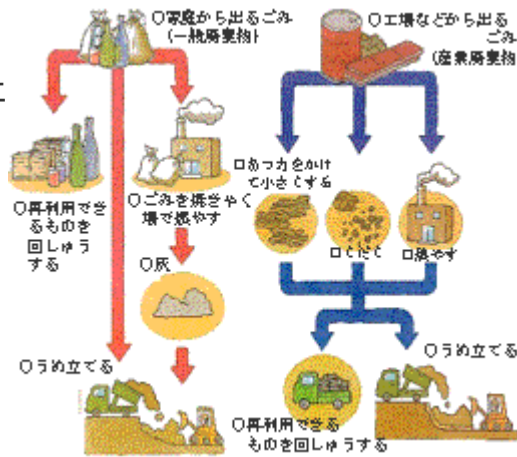 ○家庭から出るごみ
(一般廃棄物)
○工場などから出る
ごみ
(産業廃棄物
○再利用でき
るものを
回しゅう
する
○ごみを焼きゃく
場で燃やす
○灰
○うめ立てる
□あつ力をかけ
て小さくする
□くだく
□燃やす
○再利用できる
ものを回しゅうする
○うめ立てる